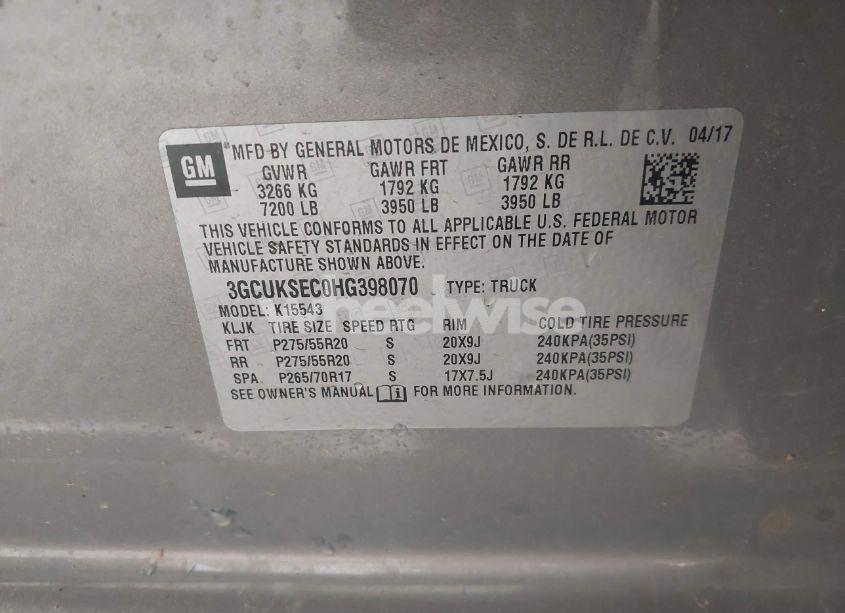 GM
*MFD BY GENERAL MOTORS DE MEXICO, S. DE R.L. DE C.V. 04/17
GVWR GAWR FRT GAWR RR
3266 KG 1792 KG 1792 KG
7200 LB 3950 LB 3950 LB
THIS VEHICLE CONFORMS TO ALL APPLICABLE U.S. FEDERAL MOTOR
VEHICLE SAFETY STANDARDS IN EFFECT ON THE DATE OF
MANUFACTURE SHOWN ABOVE.
3GCUKSEC0HG398070 TYPE: TRUCK
MODEL: K15543
KLJK TIRE SIZE SPEED RTG RIM COLD TIRE PRESSURE
FRT P275/55R20 S 20X9J 240KPA(35PSI)
RR P275/55R20 S 20X9J 240KPA(35PSI)
SPA P265/70R17 S 17X7.5J 240KPA(35PSI)
SEE OWNER'S MANUAL i FOR MORE INFORMATION.